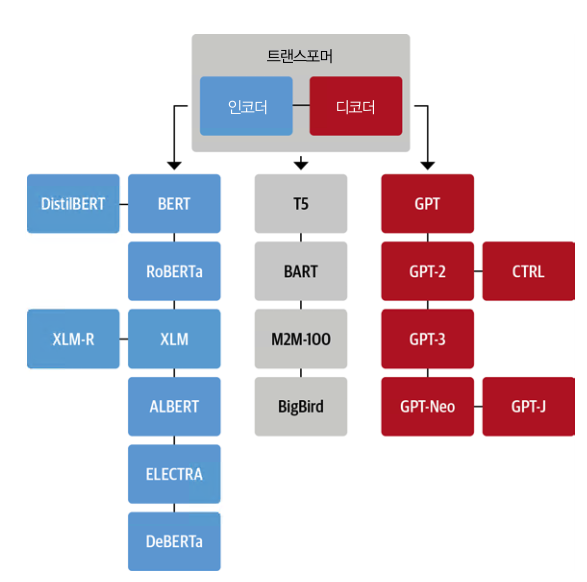 트랜스포머
인코더
디코더
DistilBERT
BERT
T5
GPT
RoBERTa
BART
GPT-2
CTRL
XLM-R
XLM
M2M-100
GPT-3
ALBERT
BigBird
GPT-Neo
GPT-J
ELECTRA
DeBERTa